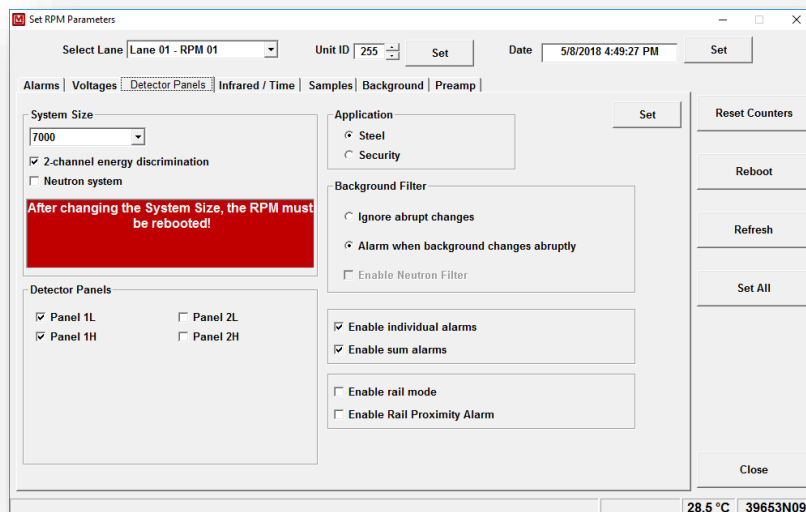 Set RPM Parameters
Select Lane Lane 01 - RPM 01 Unit ID 255 Set Date 5/8/2018 4:49:27 PM Set
Alarms Voltages Detector Panels Infrared / Time Samples Background Preamp
System Size
7000
2-channel energy discrimination
Neutron system
After changing the System Size, the RPM must
be rebooted!
Detector Panels
Panel 1L Panel 2L
Panel 1H Panel 2H
Application
Steel
Security
Set
Background Filter
Ignore abrupt changes
Alarm when background changes abruptly
Enable Neutron Filter
Enable individual alarms
Enable sum alarms
Enable rail mode
Enable Rail Proximity Alarm
Reset Counters
Reboot
Refresh
Set All
Close
28.5 °C 39653N09